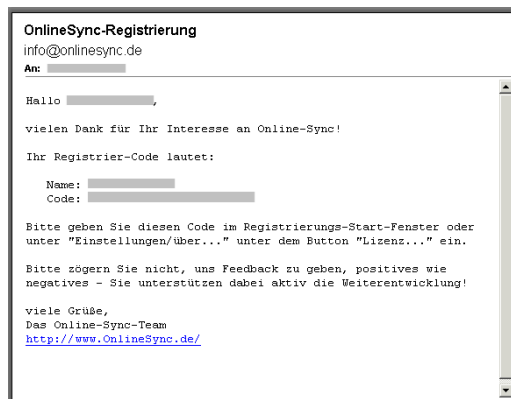 OnlineSync-Registrierung
info@onlinesync.de
An:
Hallo ,
vielen Dank für Ihr Interesse an Online-Sync!
Ihr Registrier-Code lautet:
Name:
Code:
Bitte geben Sie diesen Code im Registrierungs-Start-Fenster oder
unter "Einstellungen/über..." unter dem Button "Lizenz..." ein.
Bitte zögern Sie nicht, uns Feedback zu geben, positives wie
negatives - Sie unterstützen dabei aktiv die Weiterentwicklung!
viele Grüße,
Das Online-Sync-Team
http://www.OnlineSync.de/